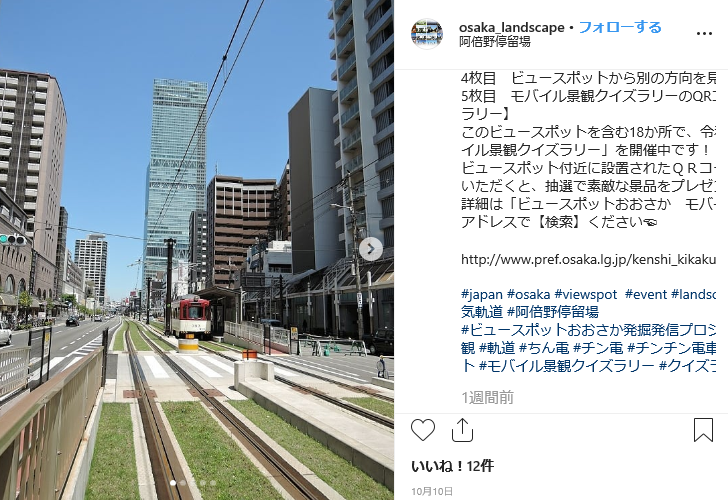 osaka_landscape • フォローする
阿倍野停留場
4枚目 ビュースポットから別の方向を見
5枚目 モバイル景観クイズラリーのQRコ
ラリー】
このビュースポットを含む18か所で、令和
イル景観クイズラリー」を開催中です！
ビュースポット付近に設置されたＱＲコー
いただくと、抽選で素敵な景品をプレゼン
詳細は「ビュースポットおおさか モバイ
アドレスで【検索】ください👈
http://www.pref.osaka.lg.jp/kenshi_kikaku
#japan #osaka #viewspot #event #landsc
気軌道 #阿倍野停留場
#ビュースポットおおさか発掘発信プロジ
観 #軌道 #ちん電 #チン電 #チンチン電車
ト #モバイル景観クイズラリー #クイズラ
1週間前
いいね！12件
10月10日